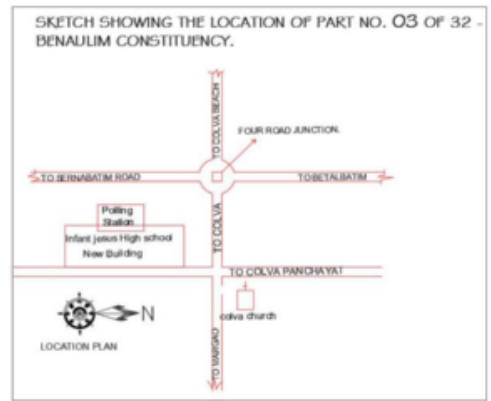 SKETCH SHOWING THE LOCATION OF PART NO. 03 OF 32 -
BENAULIM CONSTITUENCY.
TO COLVA BEACH
FOUR ROAD JUNCTION.
TO SERNABATIM ROAD
TO BETALBATIM
Polling
Station
TO COLVA
Infant jesus High school
New Building
TO COLVA PANCHAYAT
N
colva church
LOCATION PLAN
TO MARGAO